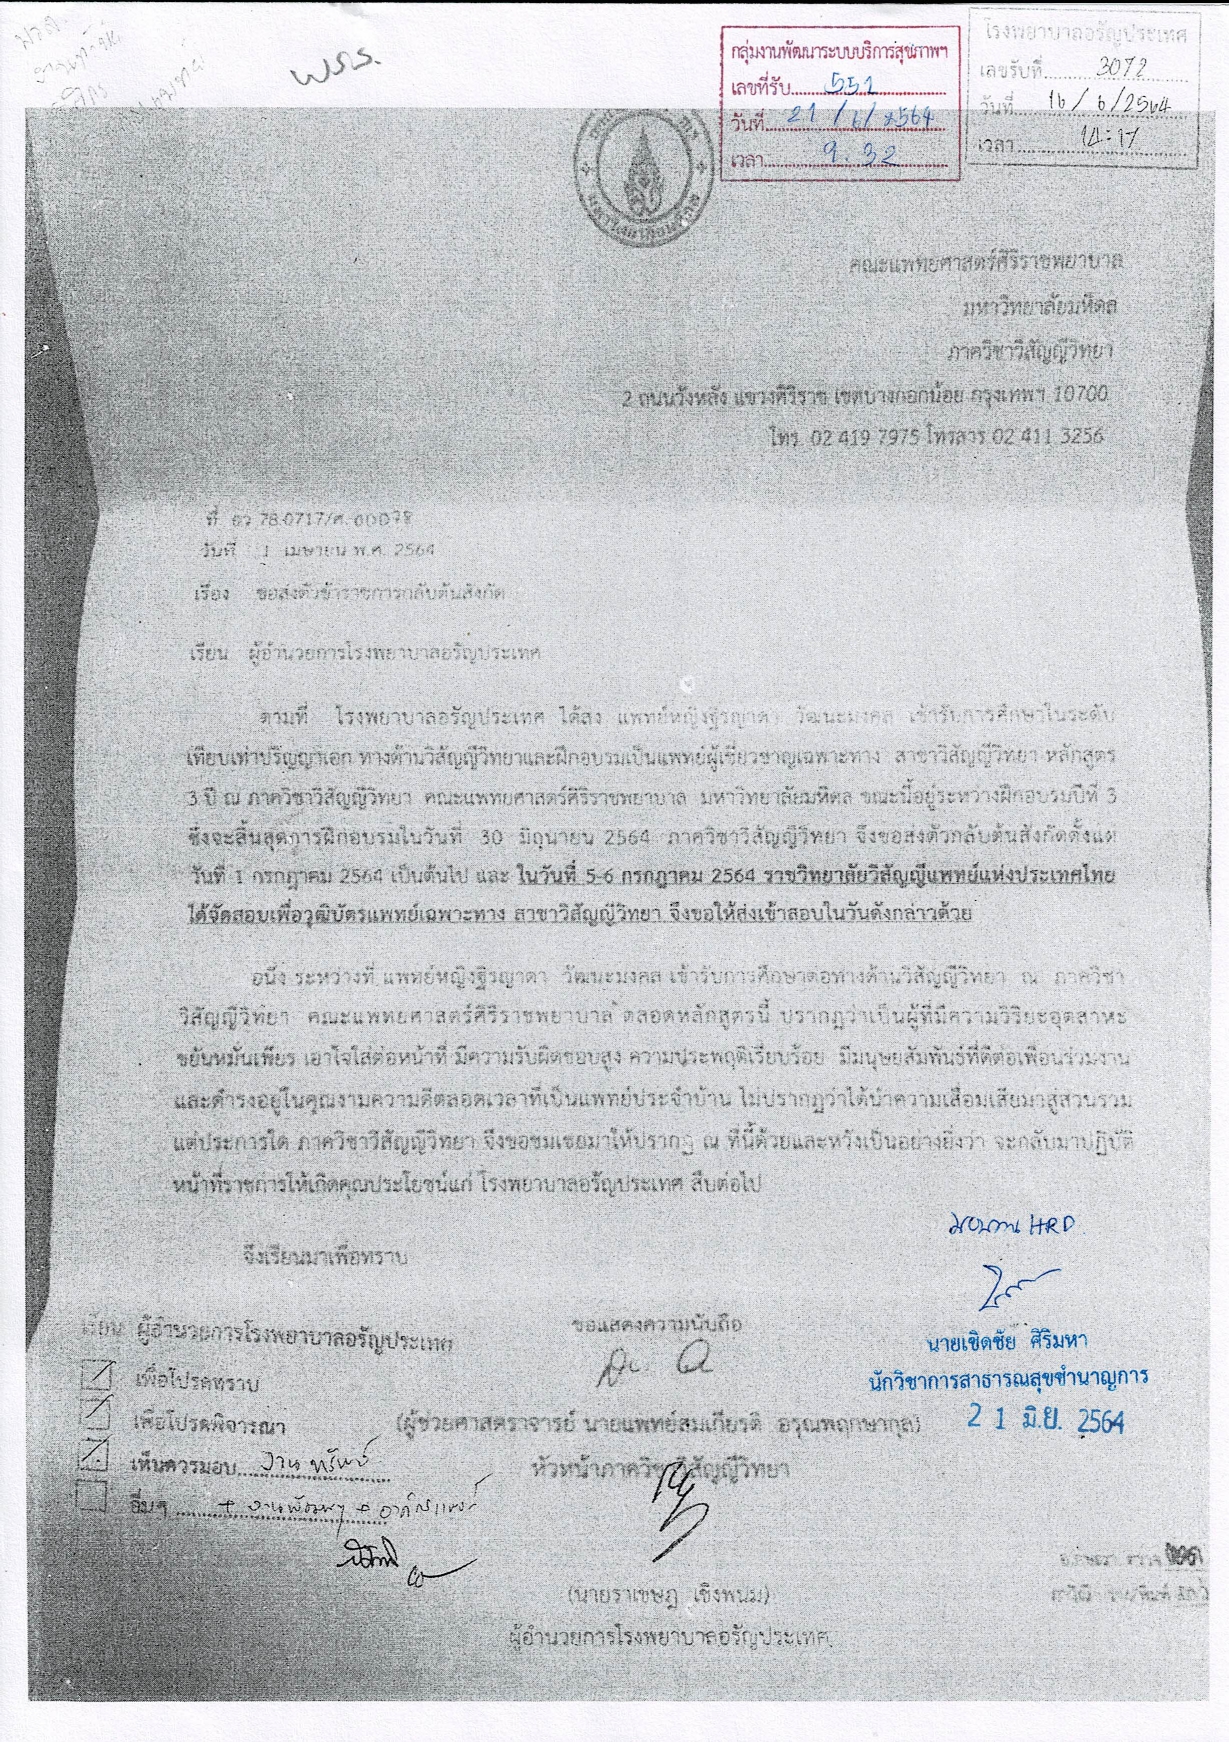 พรส.
กลุ่มงานพัฒนาระบบบริการสุขภาพฯ
เลขที่รับ 551
วันที่ 21 / 6 / 2564
เวลา 9.32
โรงพยาบาลอรัญประเทศ
เลขรับที่ 3072
วันที่ 16 / 6 / 2564
เวลา 14:17
มหาวิทยาลัยมหิดล
คณะแพทยศาสตร์ศิริราชพยาบาล
มหาวิทยาลัยมหิดล
ภาควิชาวิสัญญีวิทยา
2 ถนนวังหลัง แขวงศิริราช เขตบางกอกน้อย กรุงเทพฯ 10700
โทร 02 419 7975 โทรสาร 02 411 3256
ที่ อว 78.0717/ศ.00078
วันที่ 1 เมษายน พ.ศ. 2564
เรื่อง ขอส่งตัวข้าราชการกลับต้นสังกัด
เรียน ผู้อำนวยการโรงพยาบาลอรัญประเทศ
ตามที่ โรงพยาบาลอรัญประเทศ ได้ส่ง แพทย์หญิงฐิรญาดา วัฒนะมงคล เข้ารับการศึกษาในระดับ
เทียบเท่าปริญญาเอก ทางด้านวิสัญญีวิทยาและฝึกอบรมเป็นแพทย์ผู้เชี่ยวชาญเฉพาะทาง สาขาวิสัญญีวิทยา หลักสูตร
3 ปี ณ ภาควิชาวิสัญญีวิทยา คณะแพทยศาสตร์ศิริราชพยาบาล มหาวิทยาลัยมหิดล ขณะนี้อยู่ระหว่างฝึกอบรมปีที่ 3
ซึ่งจะสิ้นสุดการฝึกอบรมในวันที่ 30 มิถุนายน 2564 ภาควิชาวิสัญญีวิทยา จึงขอส่งตัวกลับต้นสังกัดตั้งแต่
วันที่ 1 กรกฎาคม 2564 เป็นต้นไป และ ในวันที่ 5-6 กรกฎาคม 2564 ราชวิทยาลัยวิสัญญีแพทย์แห่งประเทศไทย
ได้จัดสอบเพื่อวุฒิบัตรแพทย์เฉพาะทาง สาขาวิสัญญีวิทยา จึงขอให้ส่งเข้าสอบในวันดังกล่าวด้วย
อนึ่ง ระหว่างที่ แพทย์หญิงฐิรญาดา วัฒนะมงคล เข้ารับการศึกษาต่อทางด้านวิสัญญีวิทยา ณ ภาควิชา
วิสัญญีวิทยา คณะแพทยศาสตร์ศิริราชพยาบาล ตลอดหลักสูตรนี้ ปรากฏว่าเป็นผู้ที่มีความวิริยะอุตสาหะ
ขยันหมั่นเพียร เอาใจใส่ต่อหน้าที่ มีความรับผิดชอบสูง ความประพฤติเรียบร้อย มีมนุษยสัมพันธ์ที่ดีต่อเพื่อนร่วมงาน
และดำรงอยู่ในคุณงามความดีตลอดเวลาที่เป็นแพทย์ประจำบ้าน ไม่ปรากฏว่าได้นำความเสื่อมเสียมาสู่ส่วนรวม
แต่ประการใด ภาควิชาวิสัญญีวิทยา จึงขอชมเชยมาให้ปรากฏ ณ ที่นี้ด้วยและหวังเป็นอย่างยิ่งว่า จะกลับมาปฏิบัติ
หน้าที่ราชการให้เกิดคุณประโยชน์แก่ โรงพยาบาลอรัญประเทศ สืบต่อไป
มอบงาน HRD
จึงเรียนมาเพื่อทราบ
ขอแสดงความนับถือ
เรียน ผู้อำนวยการโรงพยาบาลอรัญประเทศ
นายเชิดชัย ศิริมหา
เพื่อโปรดทราบ
นักวิชาการสาธารณสุขชำนาญการ
เพื่อโปรดพิจารณา
(ผู้ช่วยศาสตราจารย์ นายแพทย์สมเกียรติ อรุณพฤกษากุล)
21 มิ.ย. 2564
เห็นควรมอบ งาน
หัวหน้าภาควิชาวิสัญญีวิทยา
อื่นๆ
(นายราเชษฎ เชิงพนม)
ผู้อำนวยการโรงพยาบาลอรัญประเทศ